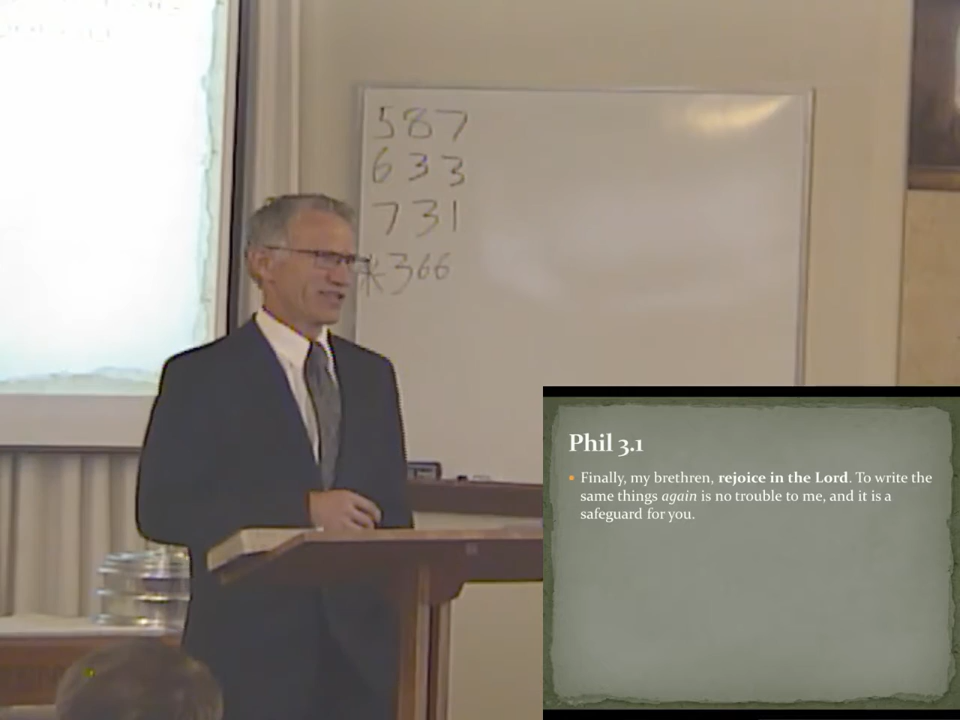 587
633
731
*366
Phil 3.1
Finally, my brethren, rejoice in the Lord. To write the
same things again is no trouble to me, and it is a
safeguard for you.